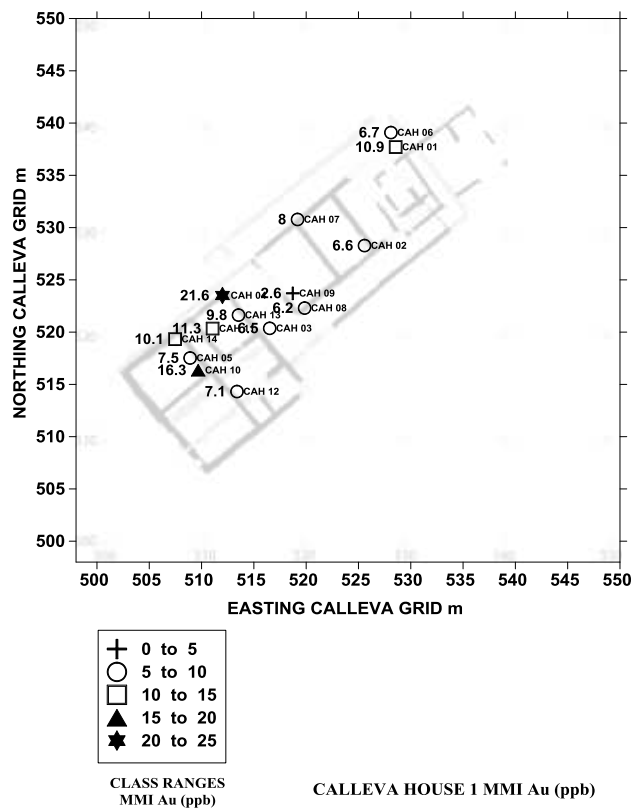 550
545
540
535
530
525
520
515
510
505
500
NORTHING CALLEVA GRID m
6.7 CAH 06
10.9 CAH 01
8 CAH 07
6.6 CAH 02
2.6 CAH 09
21.6 CAH 04
6.2 CAH 08
9.8 CAH 13
11.3 CAH
6.5 CAH 03
10.1 CAH 14
7.5 CAH 05
16.3 CAH 10
7.1 CAH 12
500 505 510 515 520 525 530 535 540 545 550
EASTING CALLEVA GRID m
0 to 5
5 to 10
10 to 15
15 to 20
20 to 25
CLASS RANGES
MMI Au (ppb)
CALLEVA HOUSE 1 MMI Au (ppb)